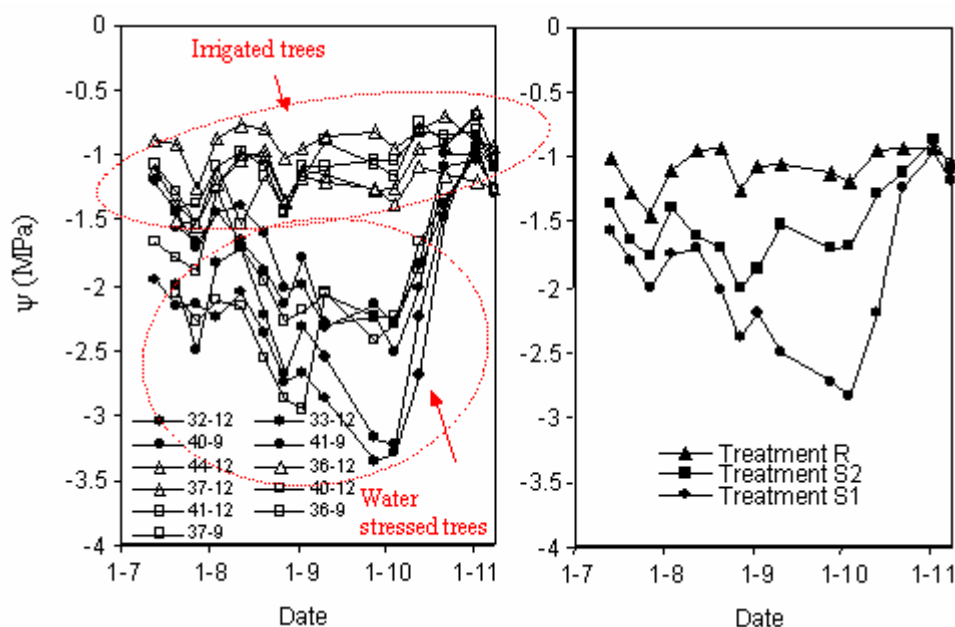 0
-0.5
-1
-1.5
-2
-2.5
-3
-3.5
-4
Ψ (MPa)
Irrigated trees
32-12 33-12
40-9 41-9
44-12 36-12
37-12 40-12
41-12 36-9
37-9
Water
stressed trees
1-7 1-8 1-9 1-10 1-11
Date
0
-0.5
-1
-1.5
-2
-2.5
-3
-3.5
-4
Treatment R
Treatment S2
Treatment S1
1-7 1-8 1-9 1-10 1-11
Date